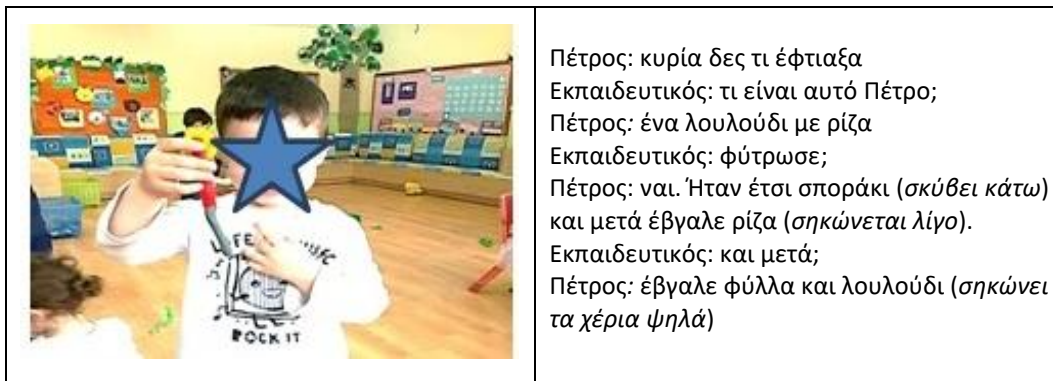 Πέτρος: κυρία δες τι έφτιαξα
Εκπαιδευτικός: τι είναι αυτό Πέτρο;
Πέτρος: ένα λουλούδι με ρίζα
Εκπαιδευτικός: φύτρωσε;
Πέτρος: ναι. Ήταν έτσι σποράκι (σκύβει κάτω)
και μετά έβγαλε ρίζα (σηκώνεται λίγο).
Εκπαιδευτικός: και μετά;
Πέτρος: έβγαλε φύλλα και λουλούδι (σηκώνει
τα χέρια ψηλά)
ROCK IT